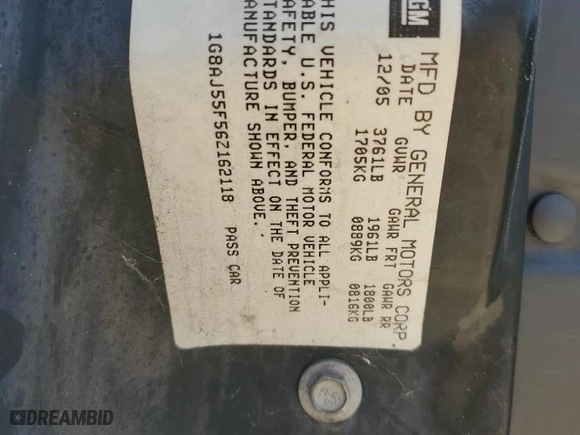 GM
MFD BY GENERAL MOTORS CORP.
DATE GVWR GAWR FRT GAWR RR
12/05 3761LB 1961LB 1800LB
1705KG 0889KG 0816KG
THIS VEHICLE CONFORMS TO ALL APPLI-
ABLE U.S. FEDERAL MOTOR VEHICLE
AFETY, BUMPER, AND THEFT PREVENTION
STANDARDS IN EFFECT ON THE DATE OF
MANUFACTURE SHOWN ABOVE.
1G8AJ55F56Z162118 PASS CAR
DREAMBID